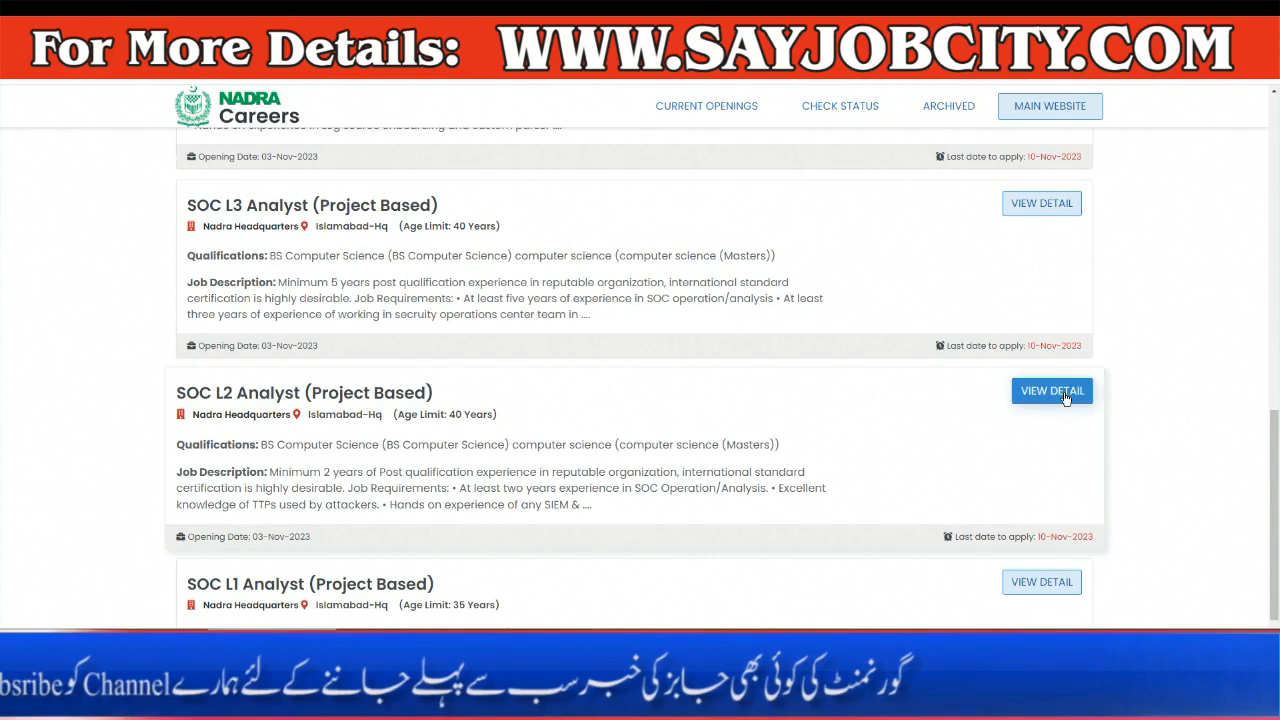 For More Details: WWW.SAYJOBCITY.COM
NADRA
Careers
CURRENT OPENINGS CHECK STATUS ARCHIVED MAIN WEBSITE
Opening Date: 03-Nov-2023 Last date to apply: 10-Nov-2023
SOC L3 Analyst (Project Based) VIEW DETAIL
Nadra Headquarters Islamabad-Hq (Age Limit: 40 Years)
Qualifications: BS Computer Science (BS Computer Science) computer science (computer science (Masters))
Job Description: Minimum 5 years post qualification experience in reputable organization, international standard
certification is highly desirable. Job Requirements: • At least five years of experience in SOC operation/analysis • At least
three years of experience of working in secruity operations center team in ....
Opening Date: 03-Nov-2023 Last date to apply: 10-Nov-2023
SOC L2 Analyst (Project Based) VIEW DETAIL
Nadra Headquarters Islamabad-Hq (Age Limit: 40 Years)
Qualifications: BS Computer Science (BS Computer Science) computer science (computer science (Masters))
Job Description: Minimum 2 years of Post qualification experience in reputable organization, international standard
certification is highly desirable. Job Requirements: • At least two years experience in SOC Operation/Analysis. • Excellent
knowledge of TTPs used by attackers. • Hands on experience of any SIEM & ....
Opening Date: 03-Nov-2023 Last date to apply: 10-Nov-2023
SOC L1 Analyst (Project Based) VIEW DETAIL
Nadra Headquarters Islamabad-Hq (Age Limit: 35 Years)
گورنمنٹ کی کوئی بھی جابز کی خبر سب سے پہلے جاننے کے لئے ہمارے Channel کو bsribe